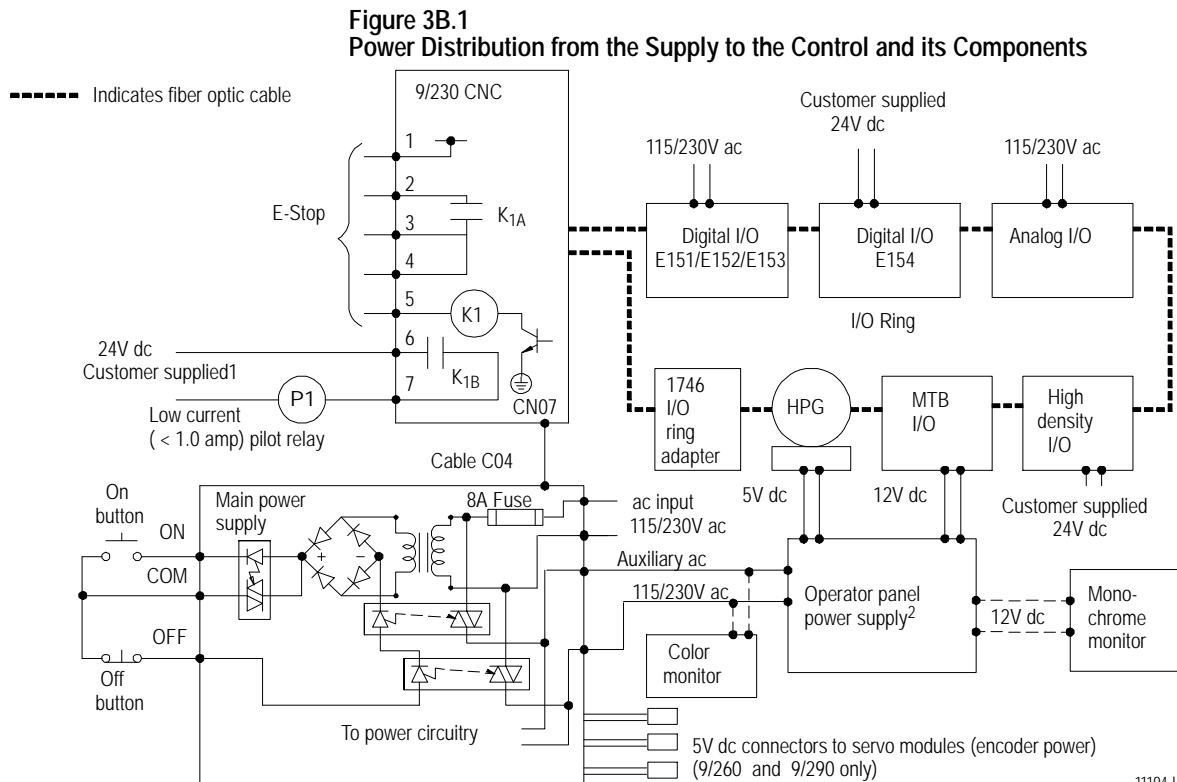 Figure 3B.1
Power Distribution from the Supply to the Control and its Components
Indicates fiber optic cable
9/230 CNC
Customer supplied
24V dc
115/230V ac
115/230V ac
1
2
3
4
5
6
7
E-Stop
K1A
K1
K1B
CN07
24V dc
Customer supplied1
P1
Low current
( < 1.0 amp) pilot relay
Digital I/O
E151/E152/E153
Digital I/O
E154
Analog I/O
I/O Ring
1746
I/O
ring
adapter
HPG
MTB
I/O
High
density
I/O
5V dc
12V dc
Customer supplied
24V dc
Cable C04
On
button
ON
COM
OFF
Off
button
Main power
supply
+
–
8A Fuse
ac input
115/230V ac
Auxiliary ac
115/230V ac
Color
monitor
Operator panel
power supply2
12V dc
Mono-
chrome
monitor
To power circuitry
5V dc connectors to servo modules (encoder power)
(9/260 and 9/290 only)